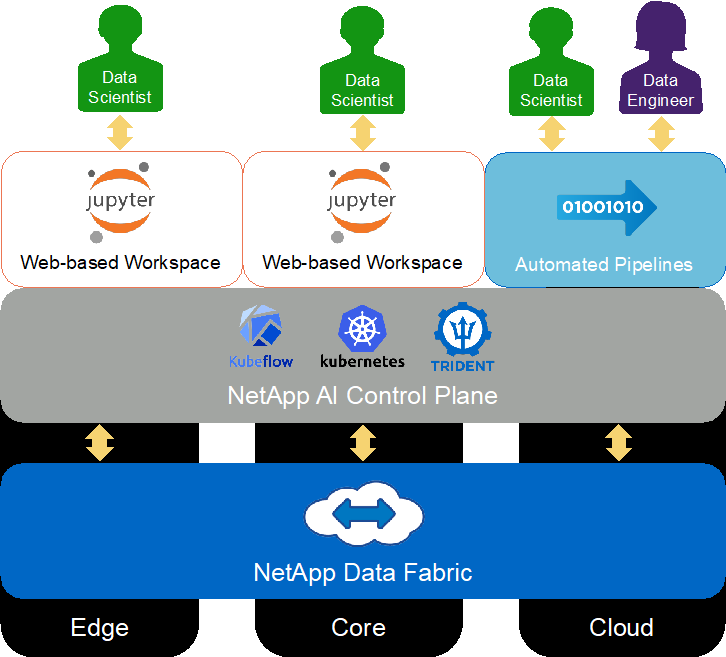 Data
Scientist
Data
Scientist
Data
Scientist
Data
Engineer
jupyter
Web-based Workspace
jupyter
Web-based Workspace
01001010
Automated Pipelines
Kubeflow
kubernetes
TRIDENT
NetApp AI Control Plane
NetApp Data Fabric
Edge
Core
Cloud